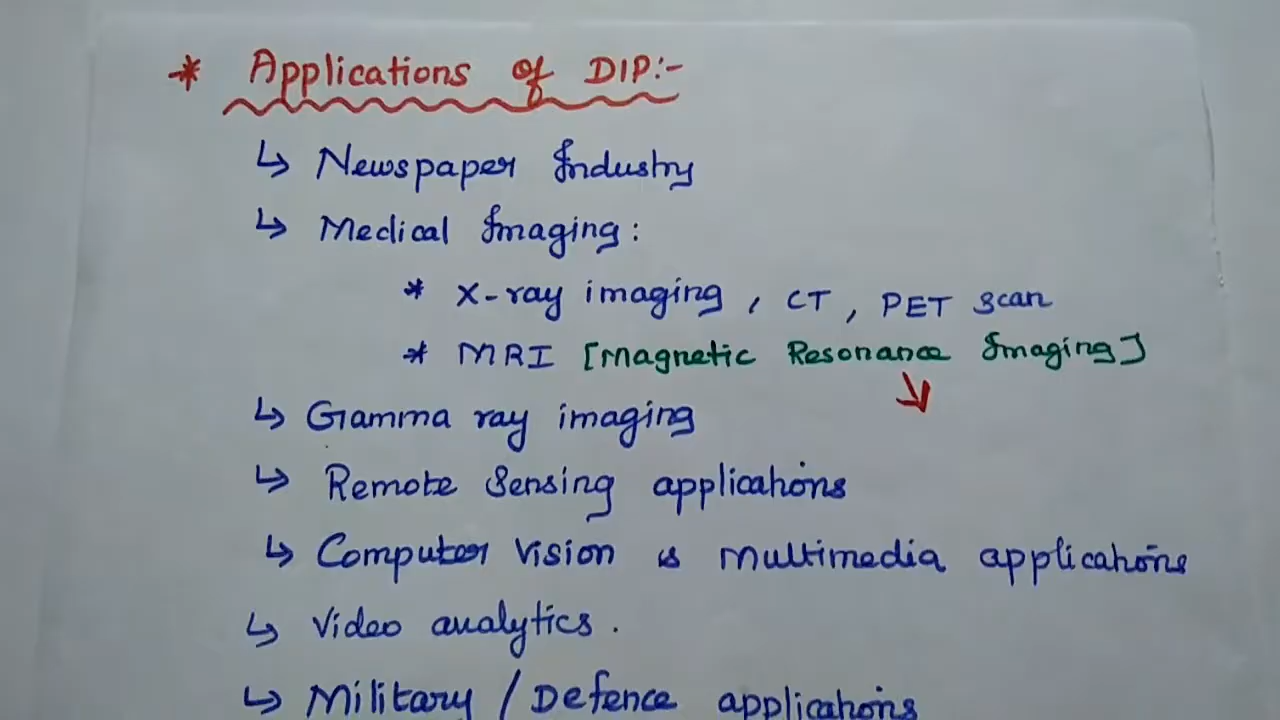 * Applications of DIP:-
↳ Newspaper Industry
↳ Medical Imaging:
* X-ray imaging, CT, PET scan
* MRI [Magnetic Resonance Imaging]
↳ Gamma ray imaging
↳ Remote Sensing applications
↳ Computer Vision & Multimedia applications
↳ Video analytics.
↳ Military / Defence applications